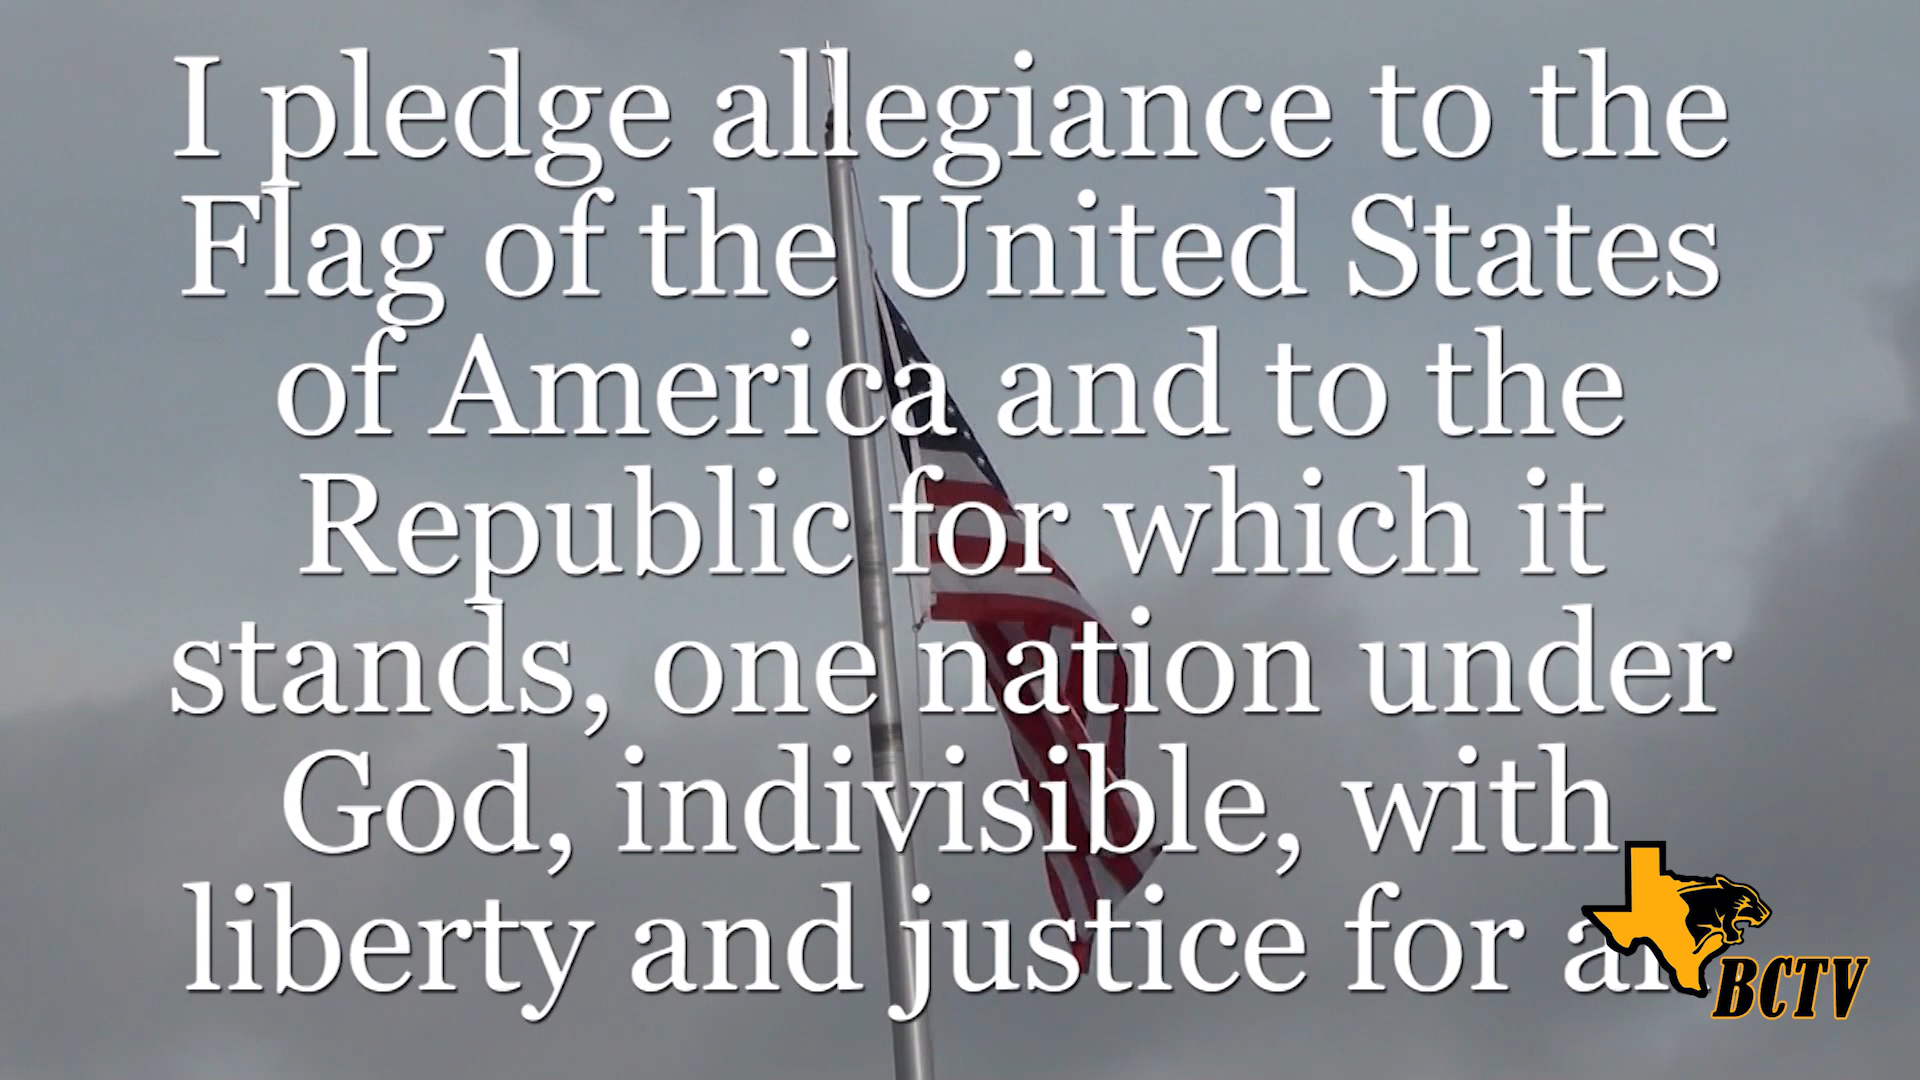 I pledge allegiance to the
Flag of the United States
of America and to the
Republic for which it
stands, one nation under
God, indivisible, with
liberty and justice for
BCTV